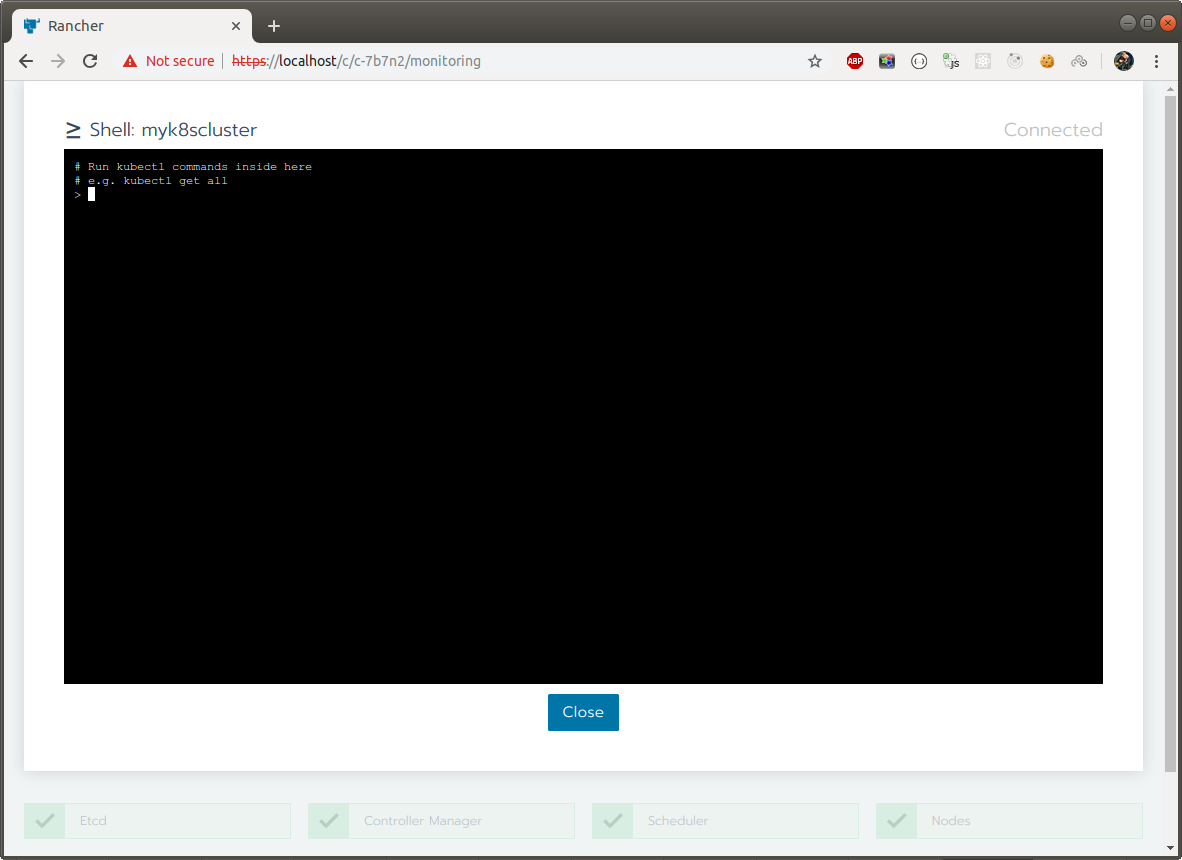 Rancher
Not secure https://localhost/c/c-7b7n2/monitoring
ABP
js
≥ Shell: myk8scluster
Connected
# Run kubectl commands inside here
# e.g. kubectl get all
>
Close
Etcd
Controller Manager
Scheduler
Nodes